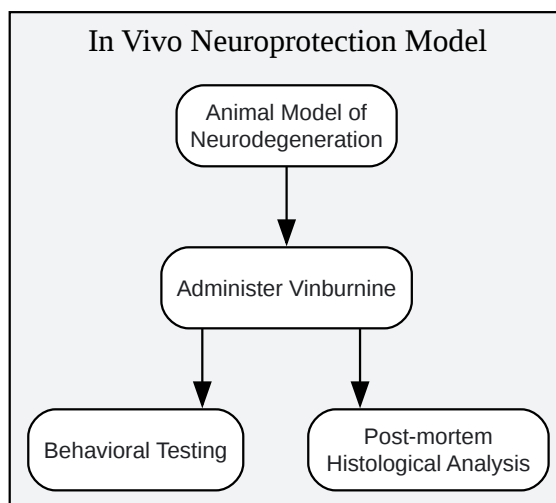 In Vivo Neuroprotection Model
Animal Model of
Neurodegeneration
Administer Vinburnine
Behavioral Testing
Post-mortem
Histological Analysis